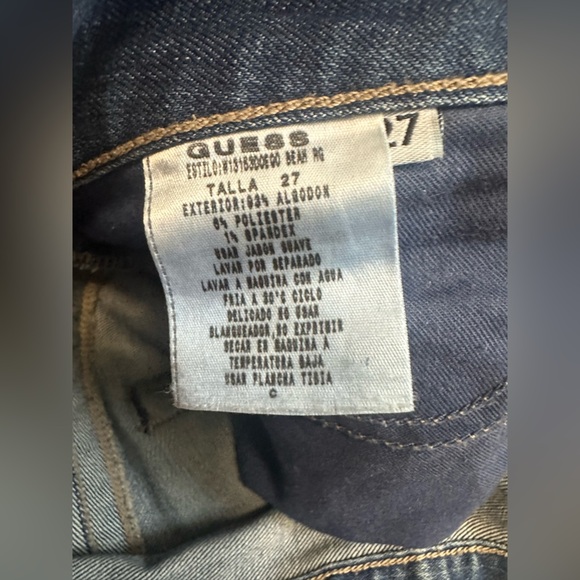 GUESS
27
TALLA 27
EXTERIOR:93% ALGODON
6% POLIESTER
1% SPANDEX
USAR JABON SUAVE
LAVAR POR SEPARADO
LAVAR A MAQUINA CON AGUA
FRIA A 30°C CICLO
DELICADO NO USAR
BLANQUEADOR,NO EXPRIMIR
SECAR EN MAQUINA A
TEMPERATURA BAJA
USAR PLANCHA TIBIA
C